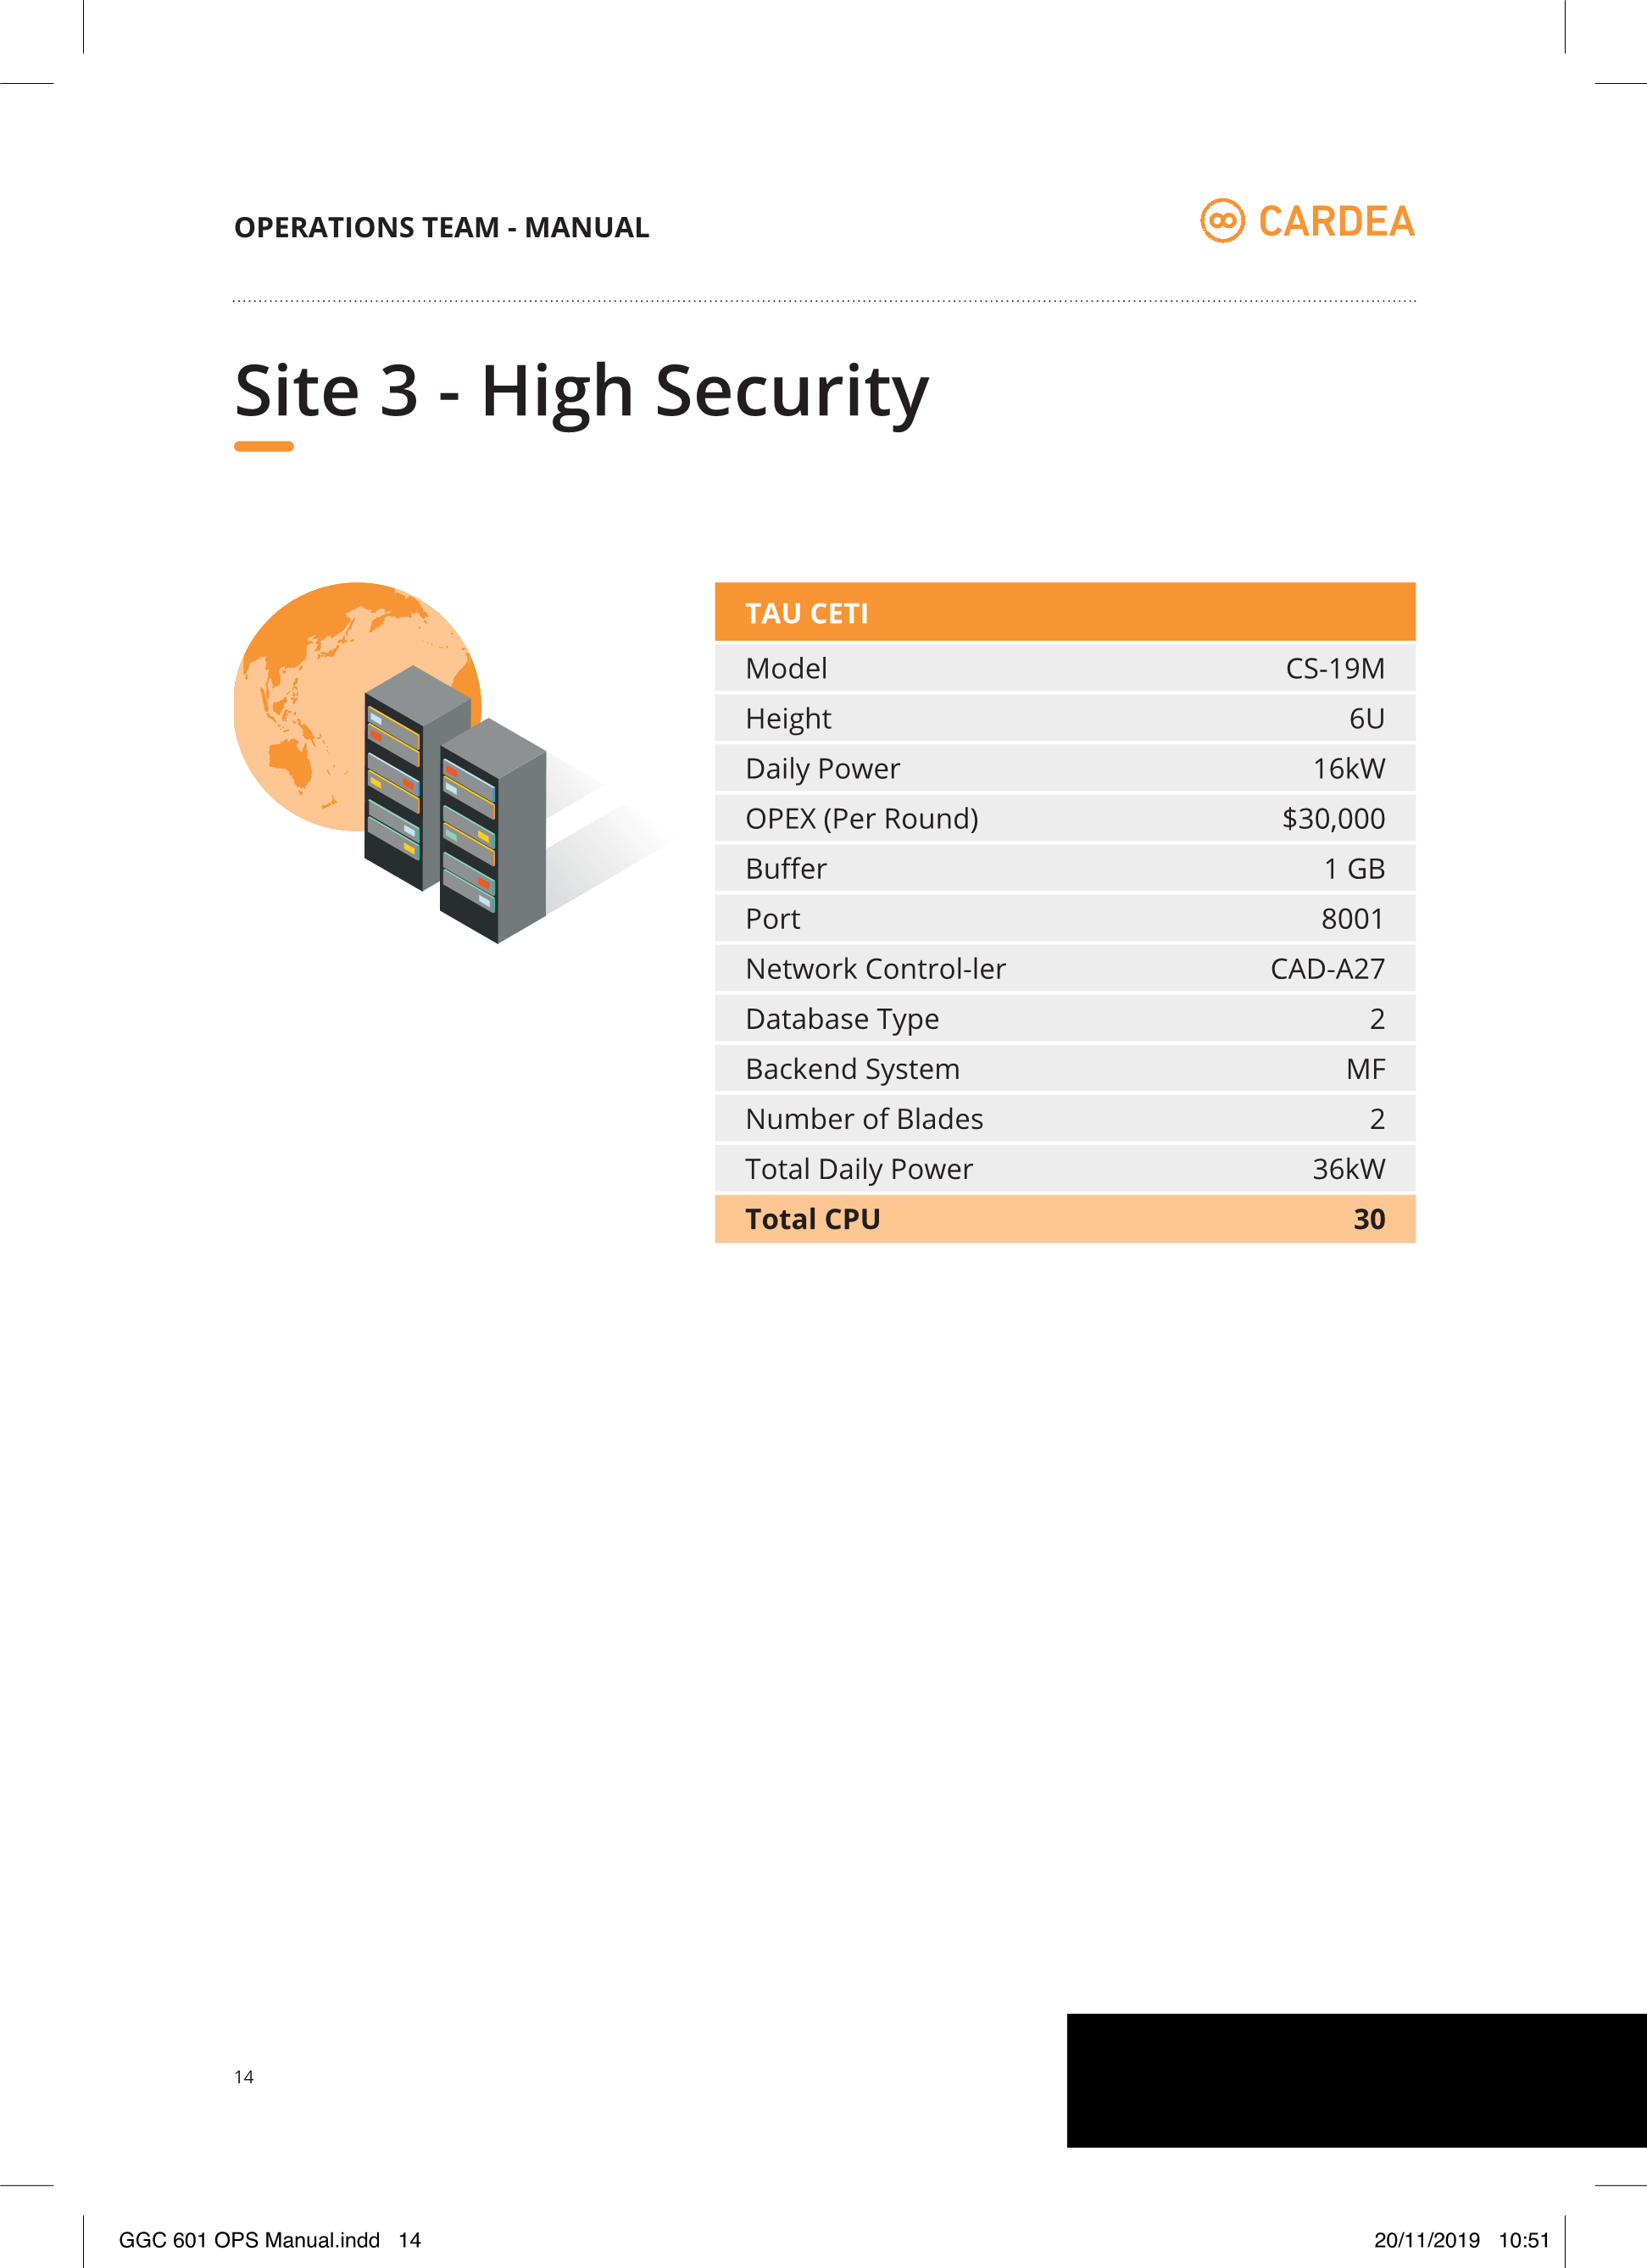 OPERATIONS TEAM - MANUAL
CARDEA
Site 3 - High Security
TAU CETI
Model CS-19M
Height 6U
Daily Power 16kW
OPEX (Per Round) $30,000
Buffer 1 GB
Port 8001
Network Control-ler CAD-A27
Database Type 2
Backend System MF
Number of Blades 2
Total Daily Power 36kW
Total CPU 30
14
GGC 601 OPS Manual.indd 14 20/11/2019 10:51